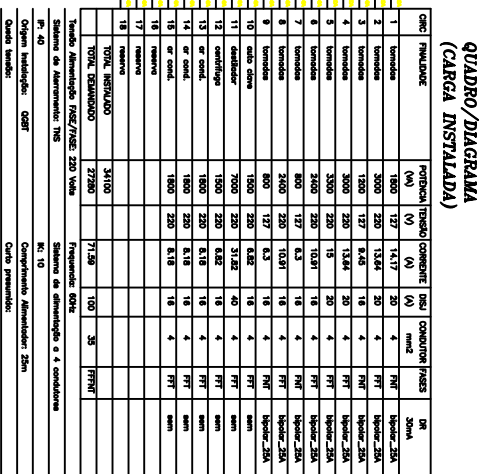 QUADRO/DIAGRAMA
(CARGA INSTALADA)
CIRC FINALIDADE POTÊNCIA (VA) TENSÃO (V) CORRENTE (A) DISJ (A) CONDUTOR mm2 FASES DR 30mA
1 tomadas 1800 127 14.17 20 4 FNT bipolar_25A
2 tomadas 3000 220 13.64 20 4 FFT bipolar_25A
3 tomadas 1200 127 9.45 16 4 FNT bipolar_25A
4 tomadas 3000 220 13.64 20 4 FFT bipolar_25A
5 tomadas 3300 220 15 20 4 FFT bipolar_25A
6 tomadas 2400 220 10.91 16 4 FFT bipolar_25A
7 tomadas 800 127 6.3 16 4 FNT bipolar_25A
8 tomadas 2400 220 10.91 16 4 FFT bipolar_25A
9 tomadas 800 127 6.3 16 4 FNT bipolar_25A
10 auto clave 1500 220 6.82 16 4 FFT sem
11 destilador 7000 220 31.82 40 4 FFT sem
12 centrífuga 1500 220 6.82 16 4 FFT sem
13 ar cond. 1800 220 8.18 16 4 FFT sem
14 ar cond. 1800 220 8.18 16 4 FFT sem
15 ar cond. 1800 220 8.18 16 4 FFT sem
16 reserva
17 reserva
18 reserva
TOTAL INSTALADO 34100
TOTAL DEMANDADO 27280 71.59 100 35 FFFNT
Tensão Alimentação FASE/FASE: 220 Volts Frequencia: 60Hz
Sistema de Aterramento: TNS Sistema de alimentação a 4 condutores
IP: 40 IK: 10
Origem Instalação: QGBT Comprimento Alimentador: 25m
Queda tensão: Curto presumido: